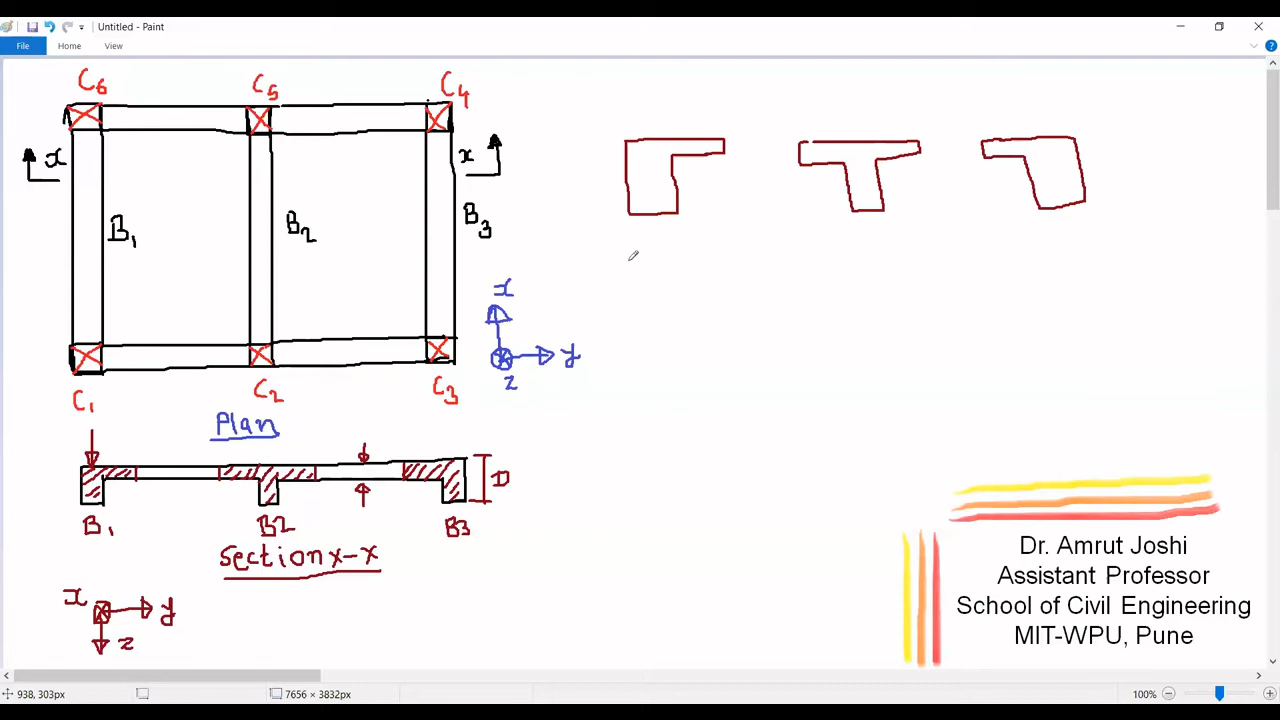 Untitled - Paint
File Home View
C6 C5 C4
x x
B1 B2 B3
x
y
z
C1 C2 C3
Plan
D
B1 B2 B3
Section x-x
x y
z
Dr. Amrut Joshi
Assistant Professor
School of Civil Engineering
MIT-WPU, Pune
938, 303px 7656 × 3832px 100%